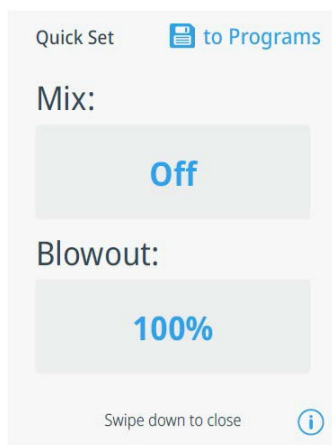 Quick Set to Programs
Mix:
Off
Blowout:
100%
Swipe down to close i